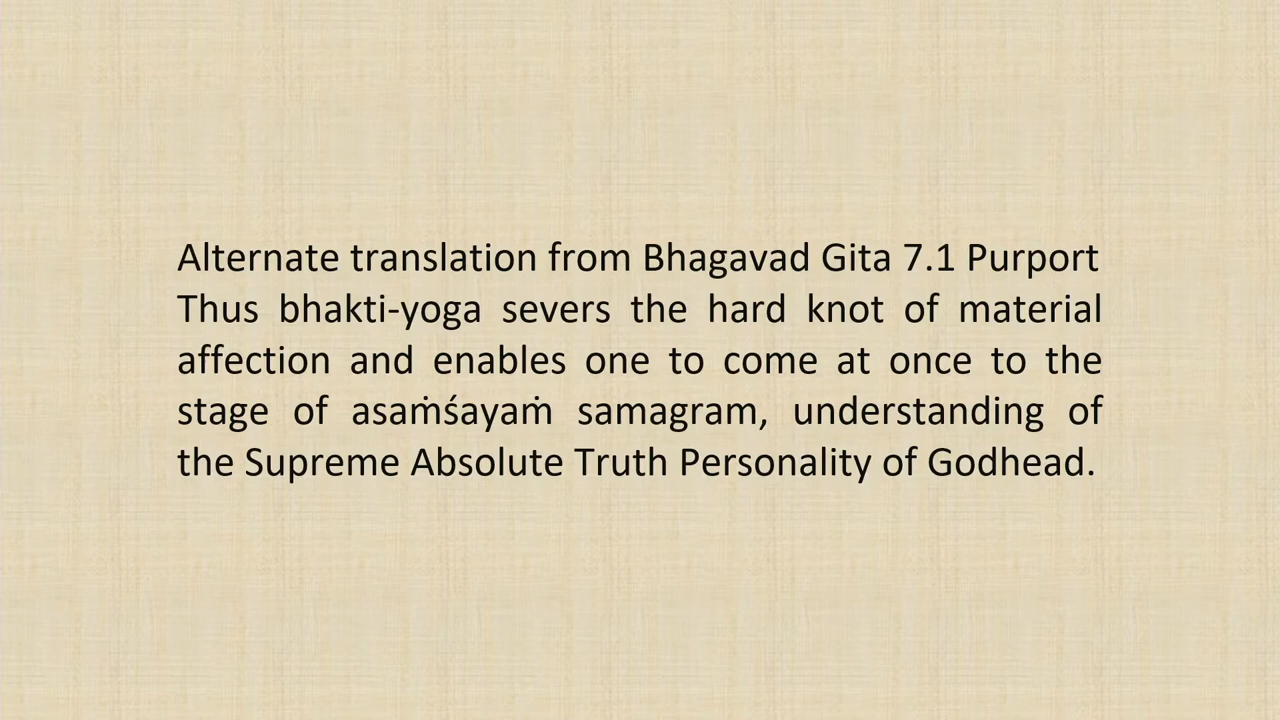 Alternate translation from Bhagavad Gita 7.1 Purport
Thus bhakti-yoga severs the hard knot of material
affection and enables one to come at once to the
stage of asaṁśayaṁ samagram, understanding of
the Supreme Absolute Truth Personality of Godhead.